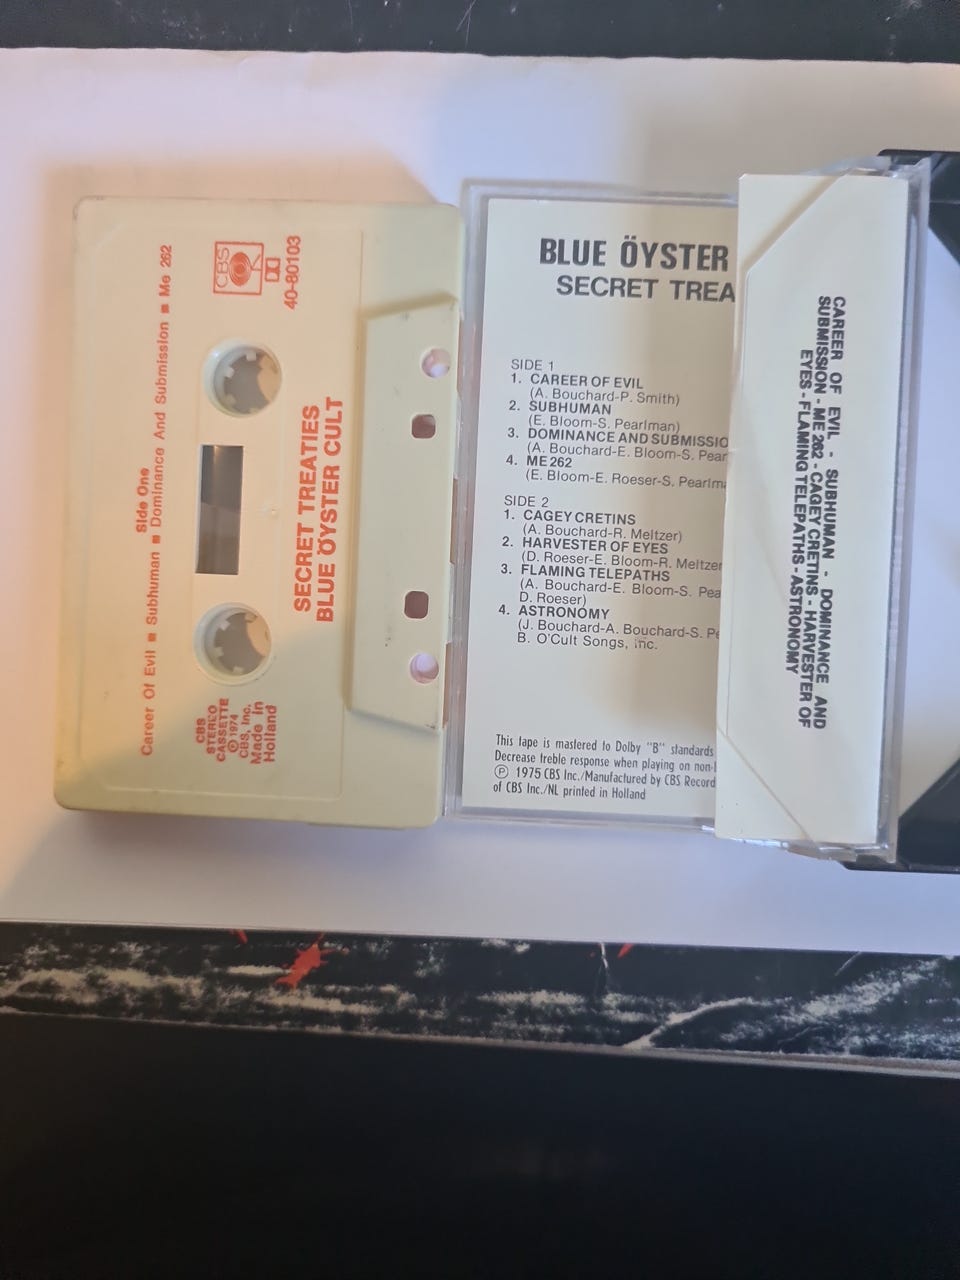 Side One
Career Of Evil ■ Subhuman ■ Dominance And Submission ■ Me 262
CBS
40-80103
SECRET TREATIES
BLUE ÖYSTER CULT
CBS
STEREO
CASSETTE
Ⓟ 1974
CBS, Inc.
Made in
Holland
BLUE ÖYSTER
SECRET TREA
SIDE 1
1. CAREER OF EVIL
(A. Bouchard-P. Smith)
2. SUBHUMAN
(E. Bloom-S. Pearlman)
3. DOMINANCE AND SUBMISSIO
(A. Bouchard-E. Bloom-S. Pear
4. ME 262
(E. Bloom-E. Roeser-S. Pearlm
SIDE 2
1. CAGEY CRETINS
(A. Bouchard-R. Meltzer)
2. HARVESTER OF EYES
(D. Roeser-E. Bloom-R. Meltzer
3. FLAMING TELEPATHS
(A. Bouchard-E. Bloom-S. Pea
D. Roeser)
4. ASTRONOMY
(J. Bouchard-A. Bouchard-S. Pe
B. O'Cult Songs, Inc.
This tape is mastered to Dolby "B" standards
Decrease treble response when playing on non-
Ⓟ 1975 CBS Inc./Manufactured by CBS Record
of CBS Inc./NL printed in Holland
CAREER OF EVIL - SUBHUMAN - DOMINANCE AND
SUBMISSION - ME 262 - CAGEY CRETINS - HARVESTER OF
EYES - FLAMING TELEPATHS - ASTRONOMY